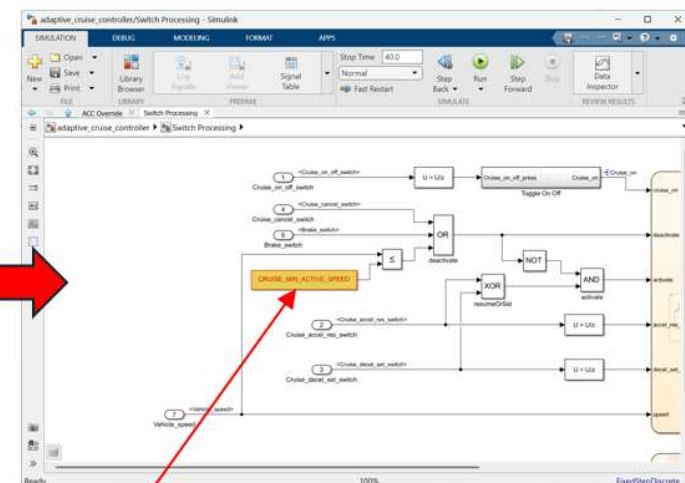 adaptive_cruise_controller/Switch Processing - Simulink
SIMULATION DEBUG MODELING FORMAT APPS
New
Open
Save
Print
FILE
Library Browser
LIBRARY
Log Signals
Add Viewer
Signal Table
PREPARE
Stop Time 40.0
Normal
Fast Restart
Step Back
Run
Step Forward
Stop
SIMULATE
Data Inspector
REVIEW RESULTS
ACC Override Switch Processing
adaptive_cruise_controller Switch Processing
<Cruise_on_off_switch>
1
Cruise_on_off_switch
U > U/z
Cruise_on_off_press Cruise_on
Toggle On Off
Cruise_on
cruise_on
<Cruise_cancel_switch>
4
Cruise_cancel_switch
<Brake_switch>
6
Brake_switch
OR
deactivate
deactivate
≤
CRUISE_MIN_ACTIVE_SPEED
NOT
XOR
resumeOrSet
AND
activate
activate
<Cruise_accel_res_switch>
2
Cruise_accel_res_switch
U > U/z
accel_res_
<Cruise_decel_set_switch>
3
Cruise_decel_set_switch
U > U/z
decel_set_
<Vehicle_speed>
7
Vehicle_speed
speed
Ready 100% FixedStepDiscrete